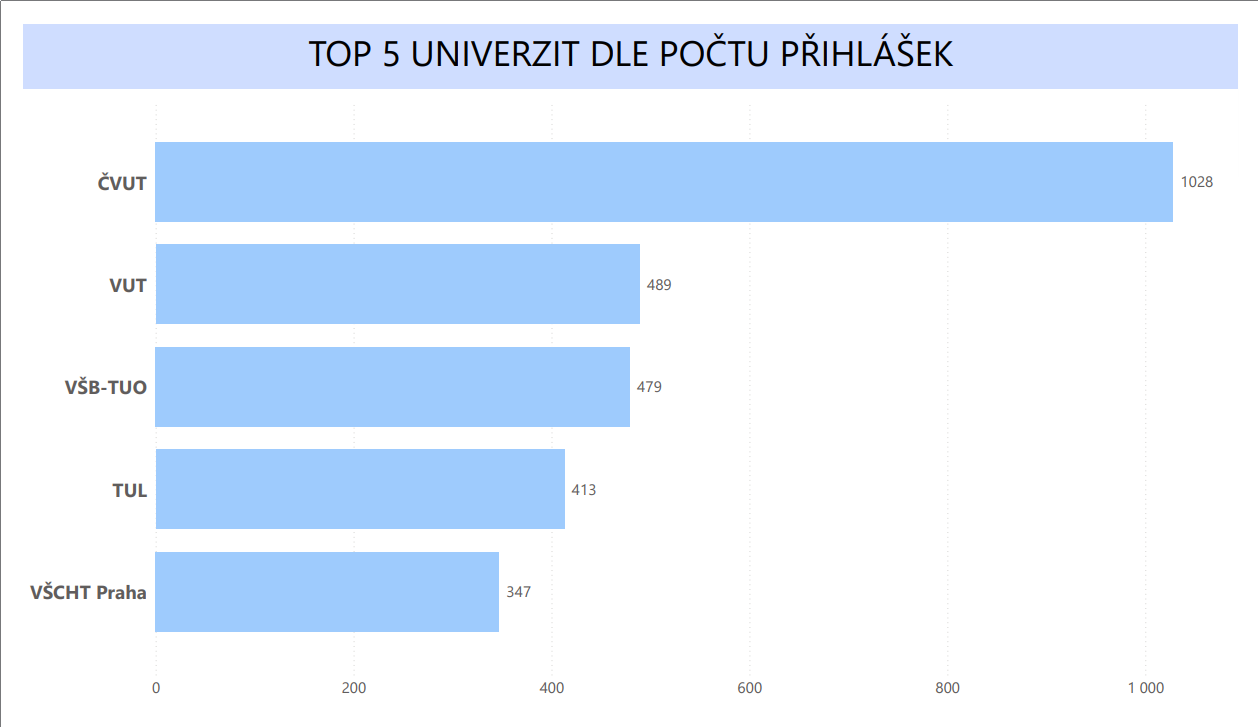 TOP 5 UNIVERZIT DLE POČTU PŘIHLÁŠEK
ČVUT 1028
VUT 489
VŠB-TUO 479
TUL 413
VŠCHT Praha 347
0 200 400 600 800 1 000